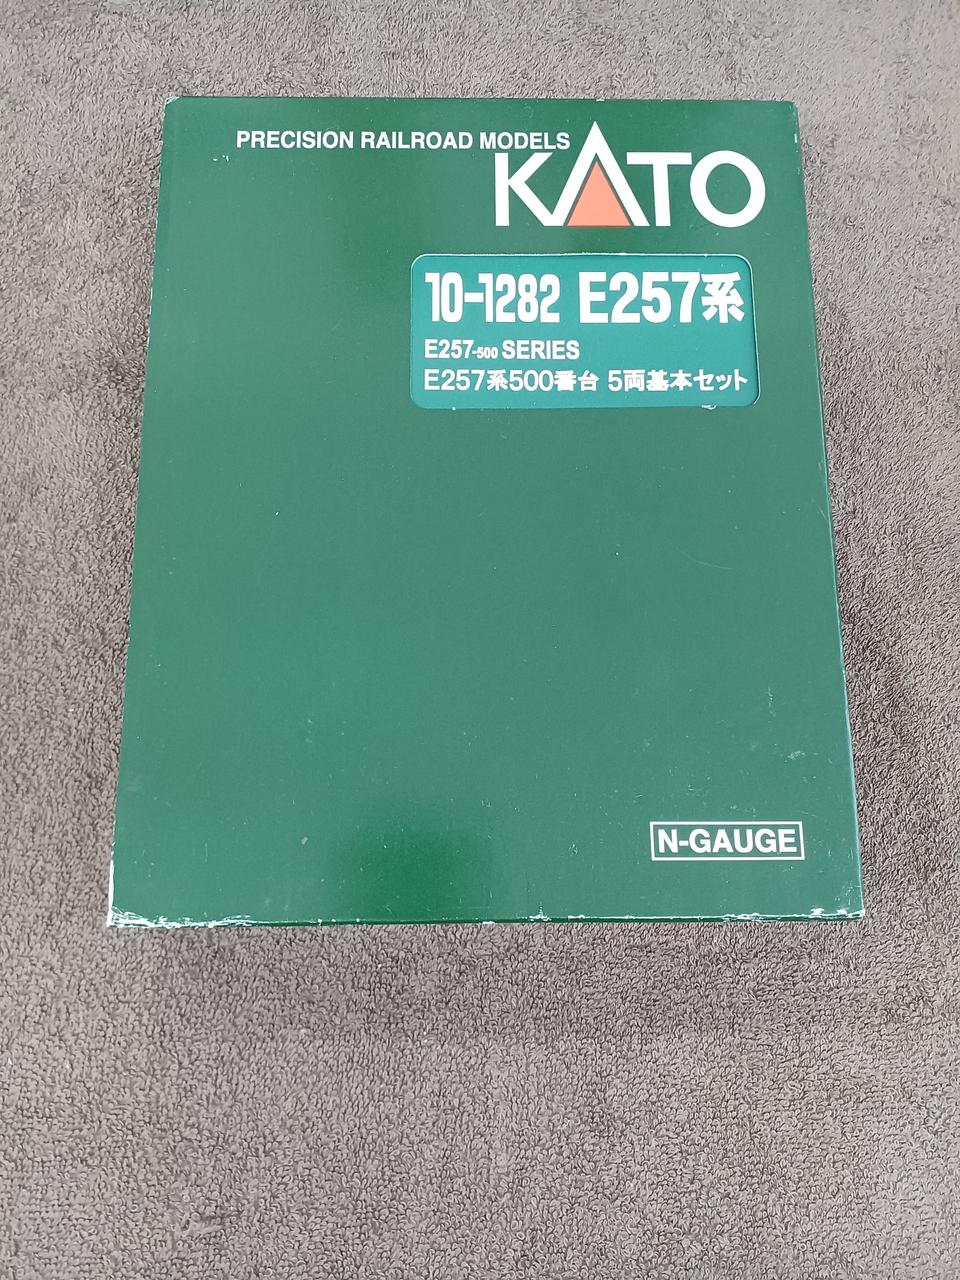 PRECISION RAILROAD MODELS
KATO
10-1282 E257系
E257-500 SERIES
E257系500番台 5両基本セット
N-GAUGE